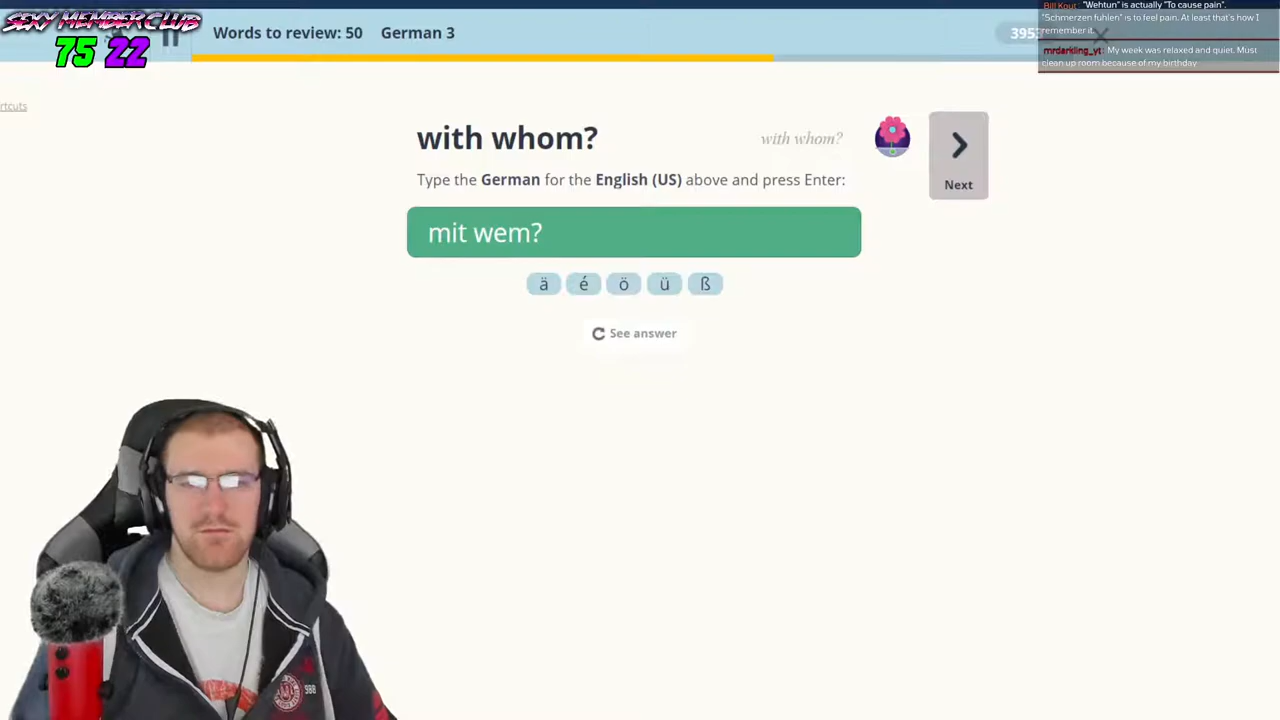 SEXY MEMBER CLUB
75 22
Words to review: 50 German 3
Bill Kout: "Wehtun" is actually "To cause pain".
"Schmerzen fuhlen" is to feel pain. At least that's how I
remember it.
mrdarkling_yt: My week was relaxed and quiet. Must
clean up room because of my birthday
rtcuts
with whom?
with whom?
Type the German for the English (US) above and press Enter:
Next
mit wem?
ä é ö ü ß
See answer